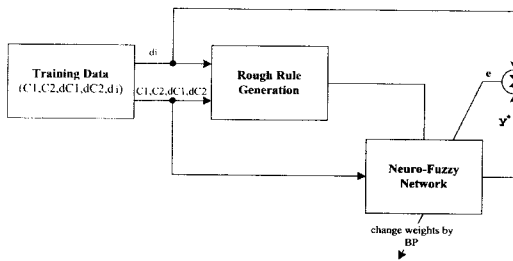 di
Training Data
(C1,C2,dC1,dC2,di)
C1,C2,dC1,dC2
Rough Rule
Generation
e
Σ
y*
Neuro-Fuzzy
Network
change weights by
BP